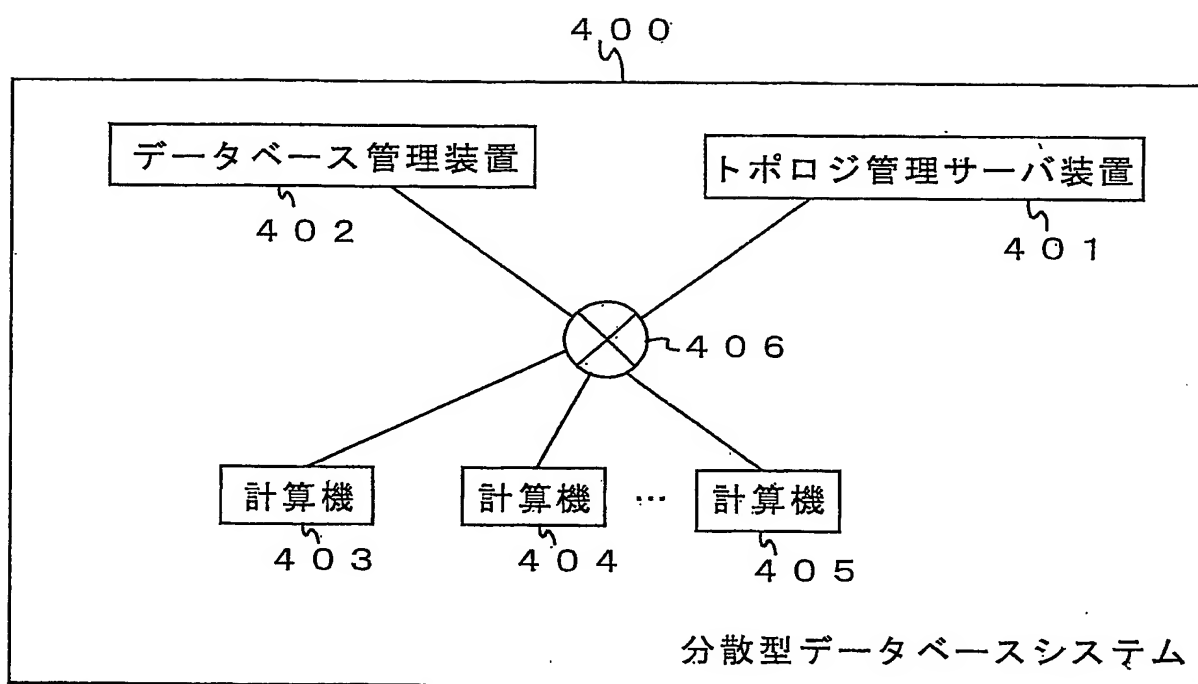 ４００
データベース管理装置
トポロジ管理サーバ装置
４０２
４０１
４０６
計算機
計算機
…
計算機
４０３
４０４
４０５
分散型データベースシステム